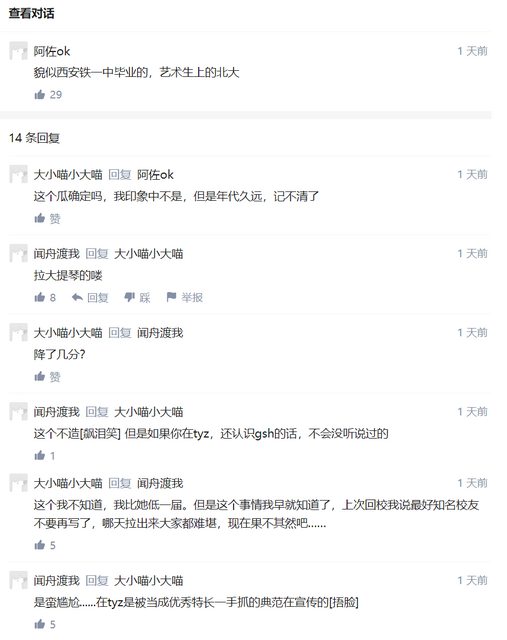 查看对话
阿佐ok 1 天前
貌似西安铁一中毕业的，艺术生上的北大
29
14 条回复
大小喵小大喵 回复 阿佐ok 1 天前
这个瓜确定吗，我印象中不是，但是年代久远，记不清了
赞
闻舟渡我 回复 大小喵小大喵 1 天前
拉大提琴的喽
8 回复 踩 举报
大小喵小大喵 回复 闻舟渡我 1 天前
降了几分?
赞
闻舟渡我 回复 大小喵小大喵 1 天前
这个不造[飙泪笑] 但是如果你在tyz，还认识gsh的话，不会没听说过的
1
大小喵小大喵 回复 闻舟渡我 1 天前
这个我不知道，我比她低一届。但是这个事情我早就知道了，上次回校我说最好知名校友
不要再写了，哪天拉出来大家都难堪，现在果不其然吧......
5
闻舟渡我 回复 大小喵小大喵 1 天前
是蛮尴尬......在tyz是被当成优秀特长一手抓的典范在宣传的[捂脸]
5